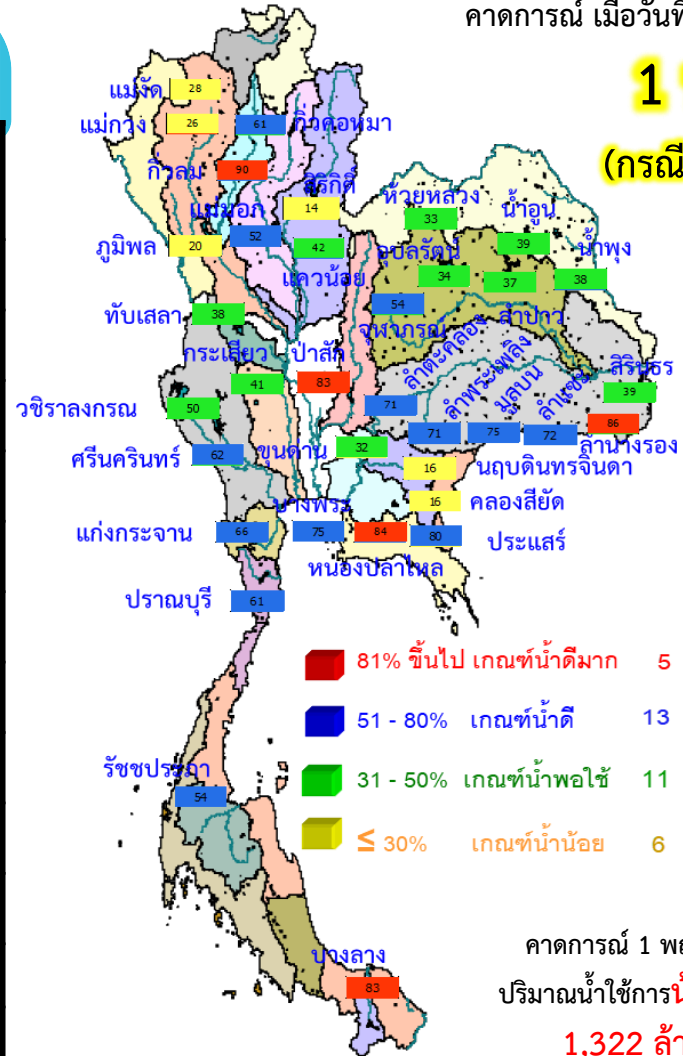 คาดการณ์ เมื่อวันที่
1
(กรณี
แม่งัด 28
แม่กวง 26 61 กิ่วคอหมา
กิ่วลม 90
สิริกิติ์ 14
ห้วยหลวง 33
น้ำอูน 39
แม่มอก 52
ภูมิพล 20
42 แควน้อย
อุบลรัตน์ 34
37 ลำปาว
น้ำพุง 38
54 จุฬาภรณ์
ทับเสลา 38
กระเสียว 41
ป่าสัก 83
ลำตะคลอง 71
ลำพระเพลิง 71
มูลบน 75
ลำแซะ 72
สิรินธร 39
86 ลำนางรอง
วชิราลงกรณ 50
ศรีนครินทร์ 62
ขุนด่าน 32
16 นฤบดินทรจินดา
16 คลองสียัด
แก่งกระจาน 66
บางพระ 75
84 หนองปลาไหล
80 ประแสร์
ปราณบุรี 61
81% ขึ้นไป เกณฑ์น้ำดีมาก 5
51 - 80% เกณฑ์น้ำดี 13
รัชชประภา 54
31 - 50% เกณฑ์น้ำพอใช้ 11
≤ 30% เกณฑ์น้ำน้อย 6
บางลาง 83
คาดการณ์ 1 พฤ
ปริมาณน้ำใช้การน้
1,322 ล้า